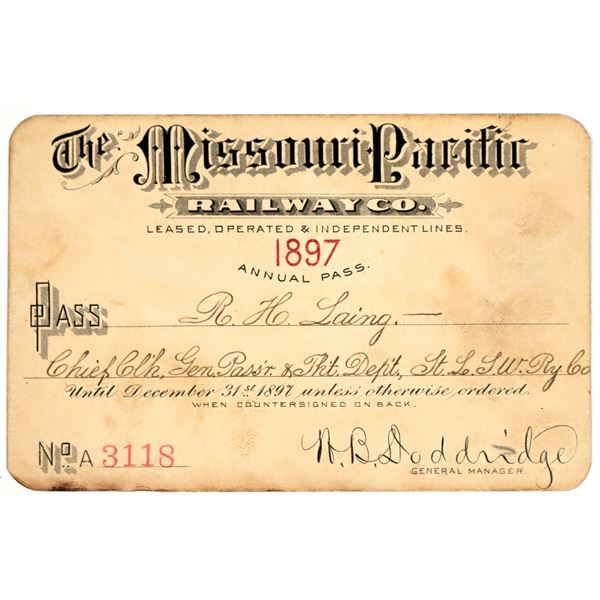 The Missouri Pacific
RAILWAY CO.
LEASED, OPERATED & INDEPENDENT LINES.
1897
ANNUAL PASS.
PASS R. H. Laing.—
Chief Clk, Gen. Pass'r & Tkt. Dept, St. L. S. W. Ry Co
Until December 31st 1897 unless otherwise ordered.
WHEN COUNTERSIGNED ON BACK.
No. A 3118 W. B. Doddridge
GENERAL MANAGER.